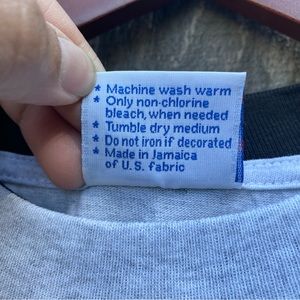 * Machine wash warm
* Only non-chlorine
bleach, when needed
* Tumble dry medium
* Do not iron if decorated
* Made in Jamaica
of U.S. fabric